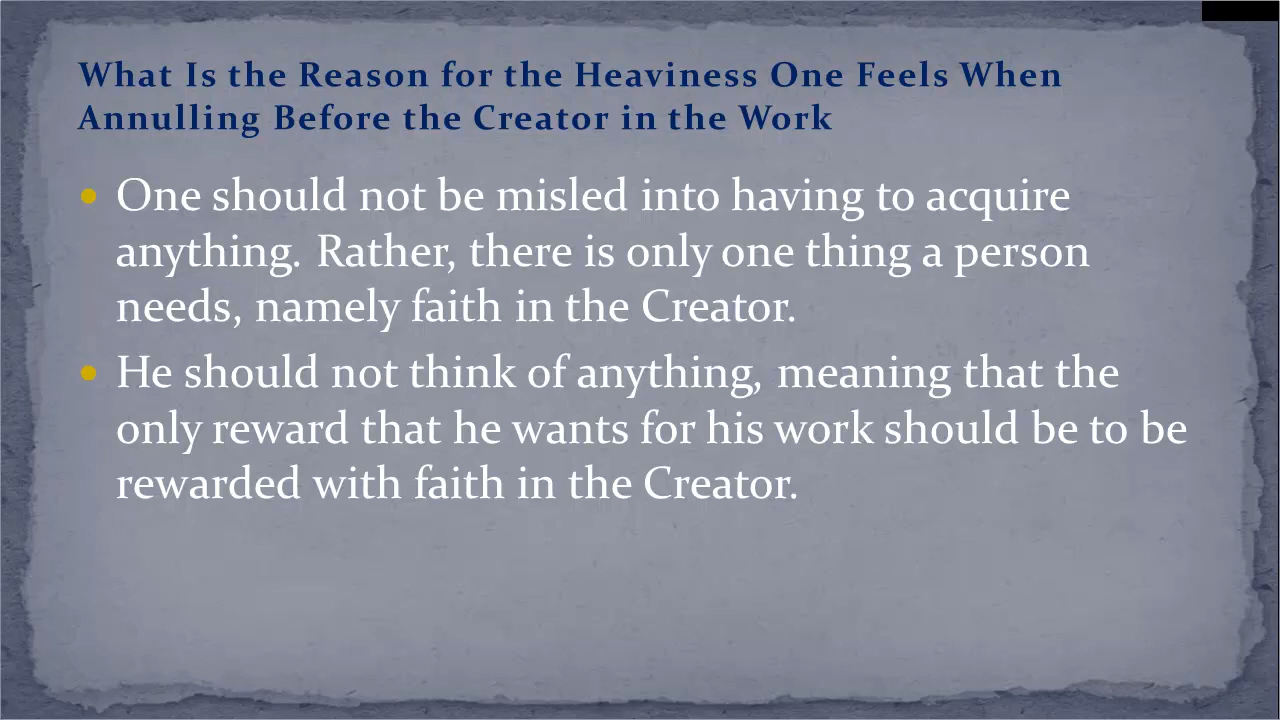 What Is the Reason for the Heaviness One Feels When
Annulling Before the Creator in the Work
• One should not be misled into having to acquire
anything. Rather, there is only one thing a person
needs, namely faith in the Creator.
• He should not think of anything, meaning that the
only reward that he wants for his work should be to be
rewarded with faith in the Creator.